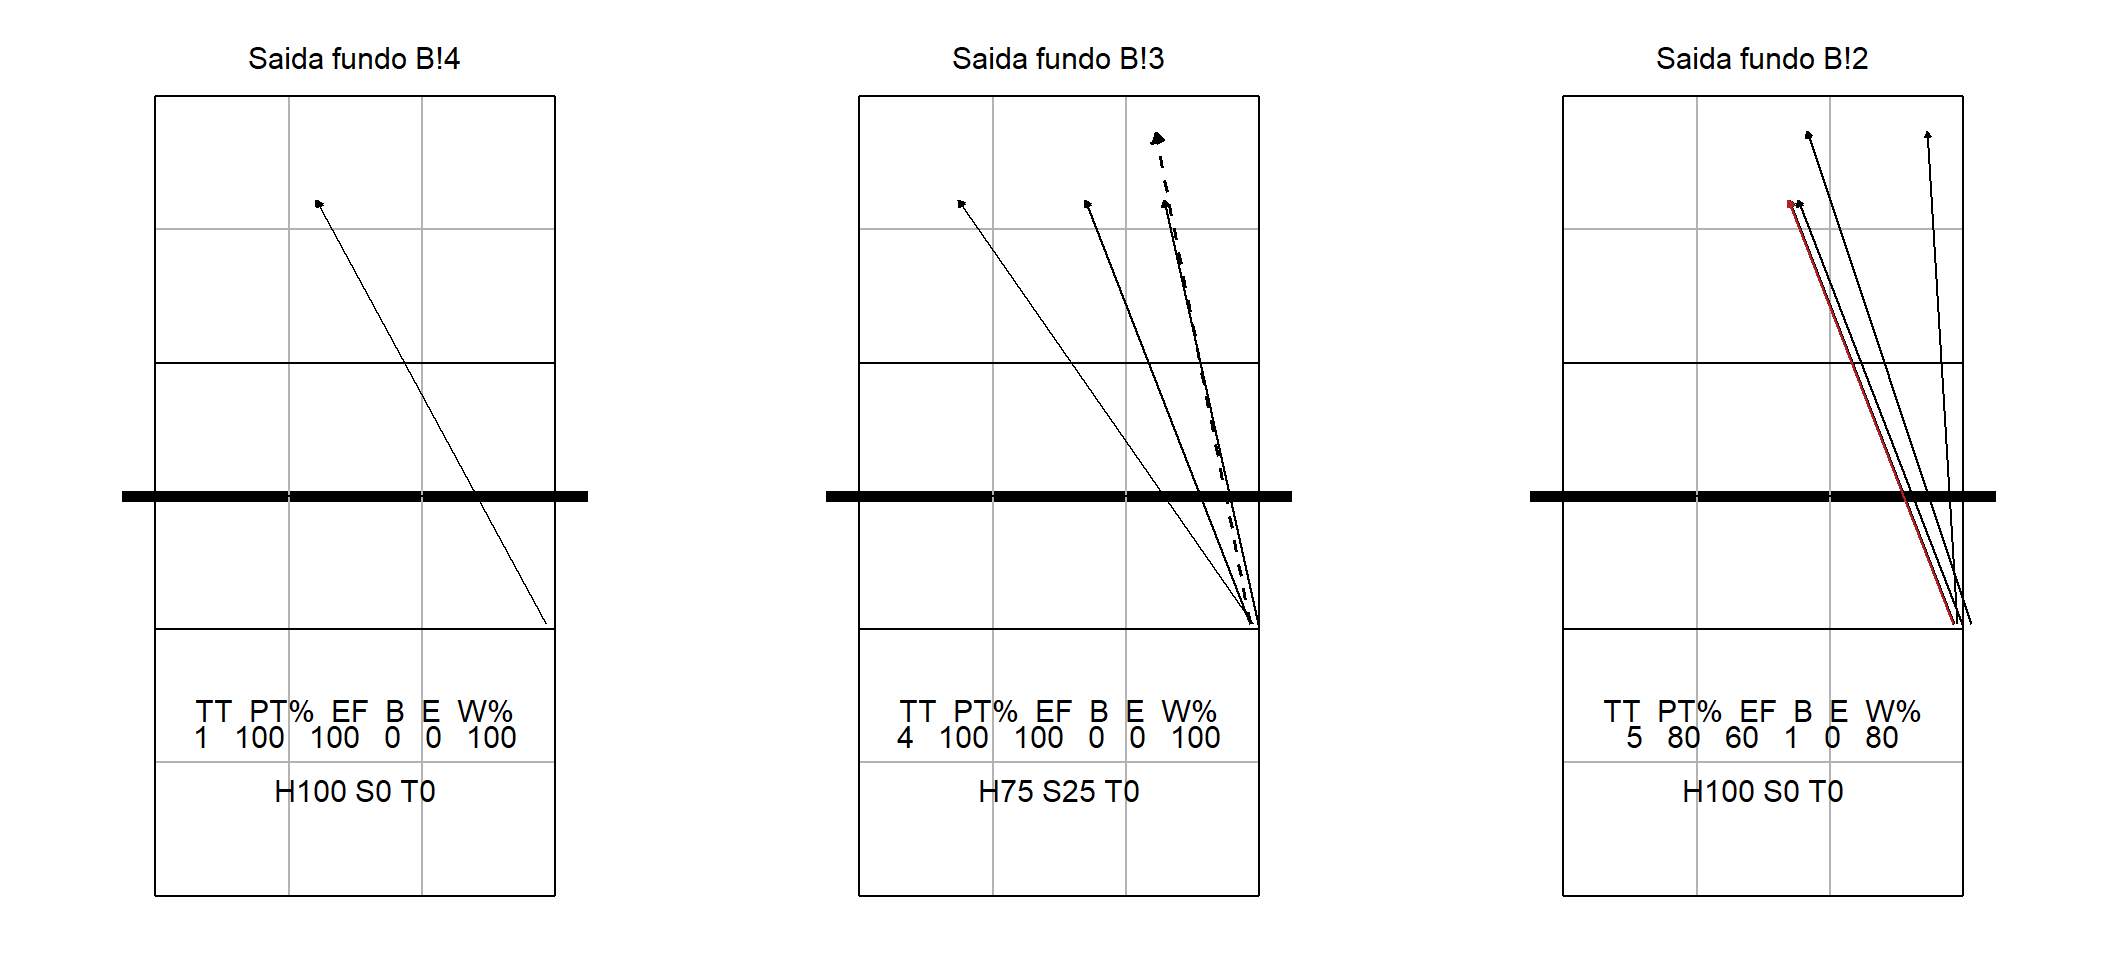 Saida fundo B!4
TT PT% EF B E W%
1 100 100 0 0 100
H100 S0 T0
Saida fundo B!3
TT PT% EF B E W%
4 100 100 0 0 100
H75 S25 T0
Saida fundo B!2
TT PT% EF B E W%
5 80 60 1 0 80
H100 S0 T0